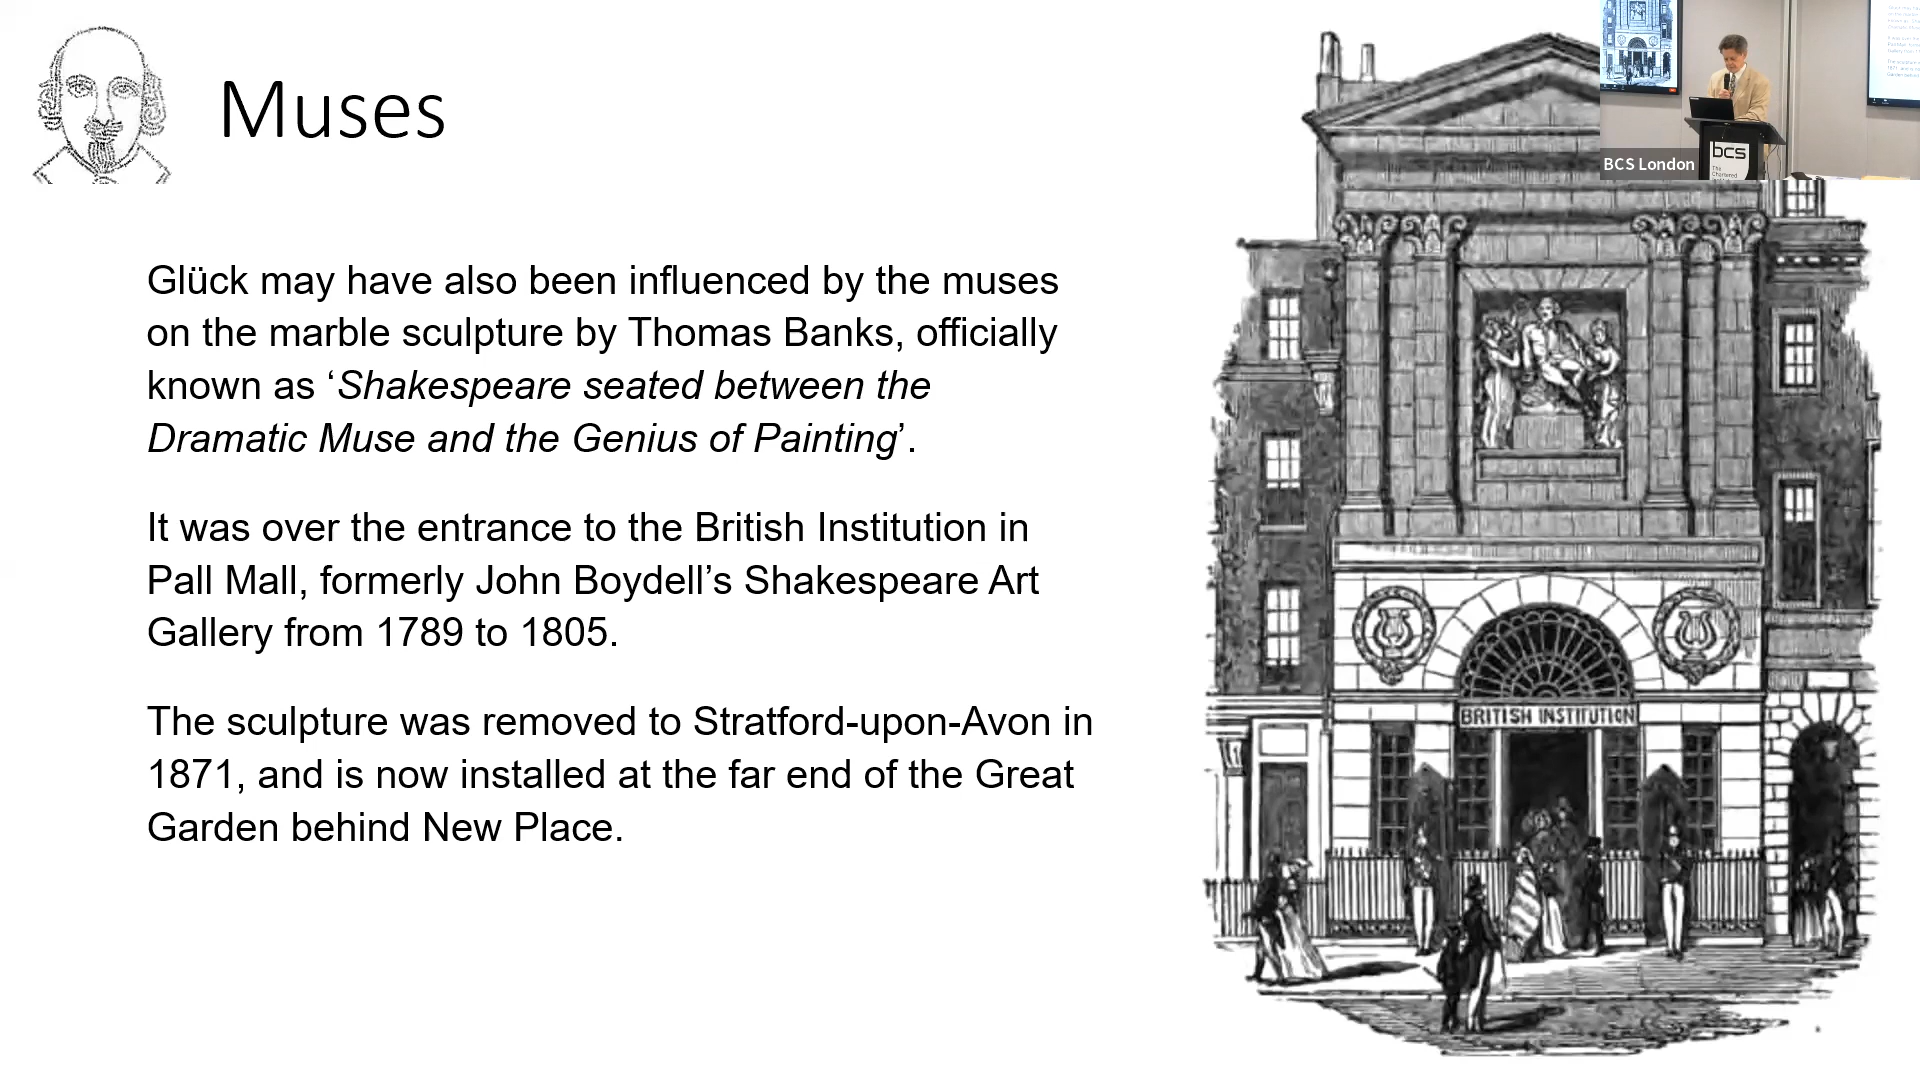 Muses
Glück may have also been influenced by the muses
on the marble sculpture by Thomas Banks, officially
known as ‘Shakespeare seated between the
Dramatic Muse and the Genius of Painting’.
It was over the entrance to the British Institution in
Pall Mall, formerly John Boydell’s Shakespeare Art
Gallery from 1789 to 1805.
The sculpture was removed to Stratford-upon-Avon in
1871, and is now installed at the far end of the Great
Garden behind New Place.
BRITISH INSTITUTION
BCS London
bcs
The
Chartered